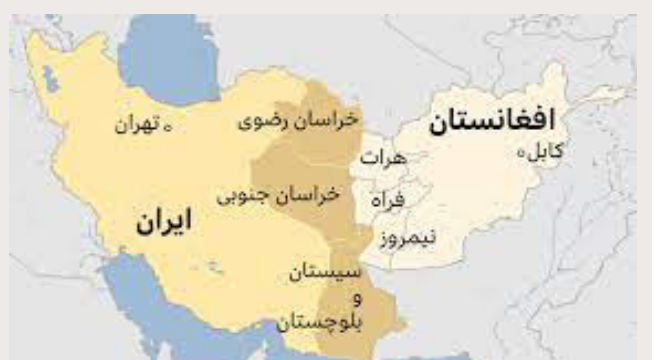 افغانستان
خراسان رضوی
تهران
کابل
هرات
خراسان جنوبی
فراه
ایران
نیمروز
سیستان
و
بلوچستان